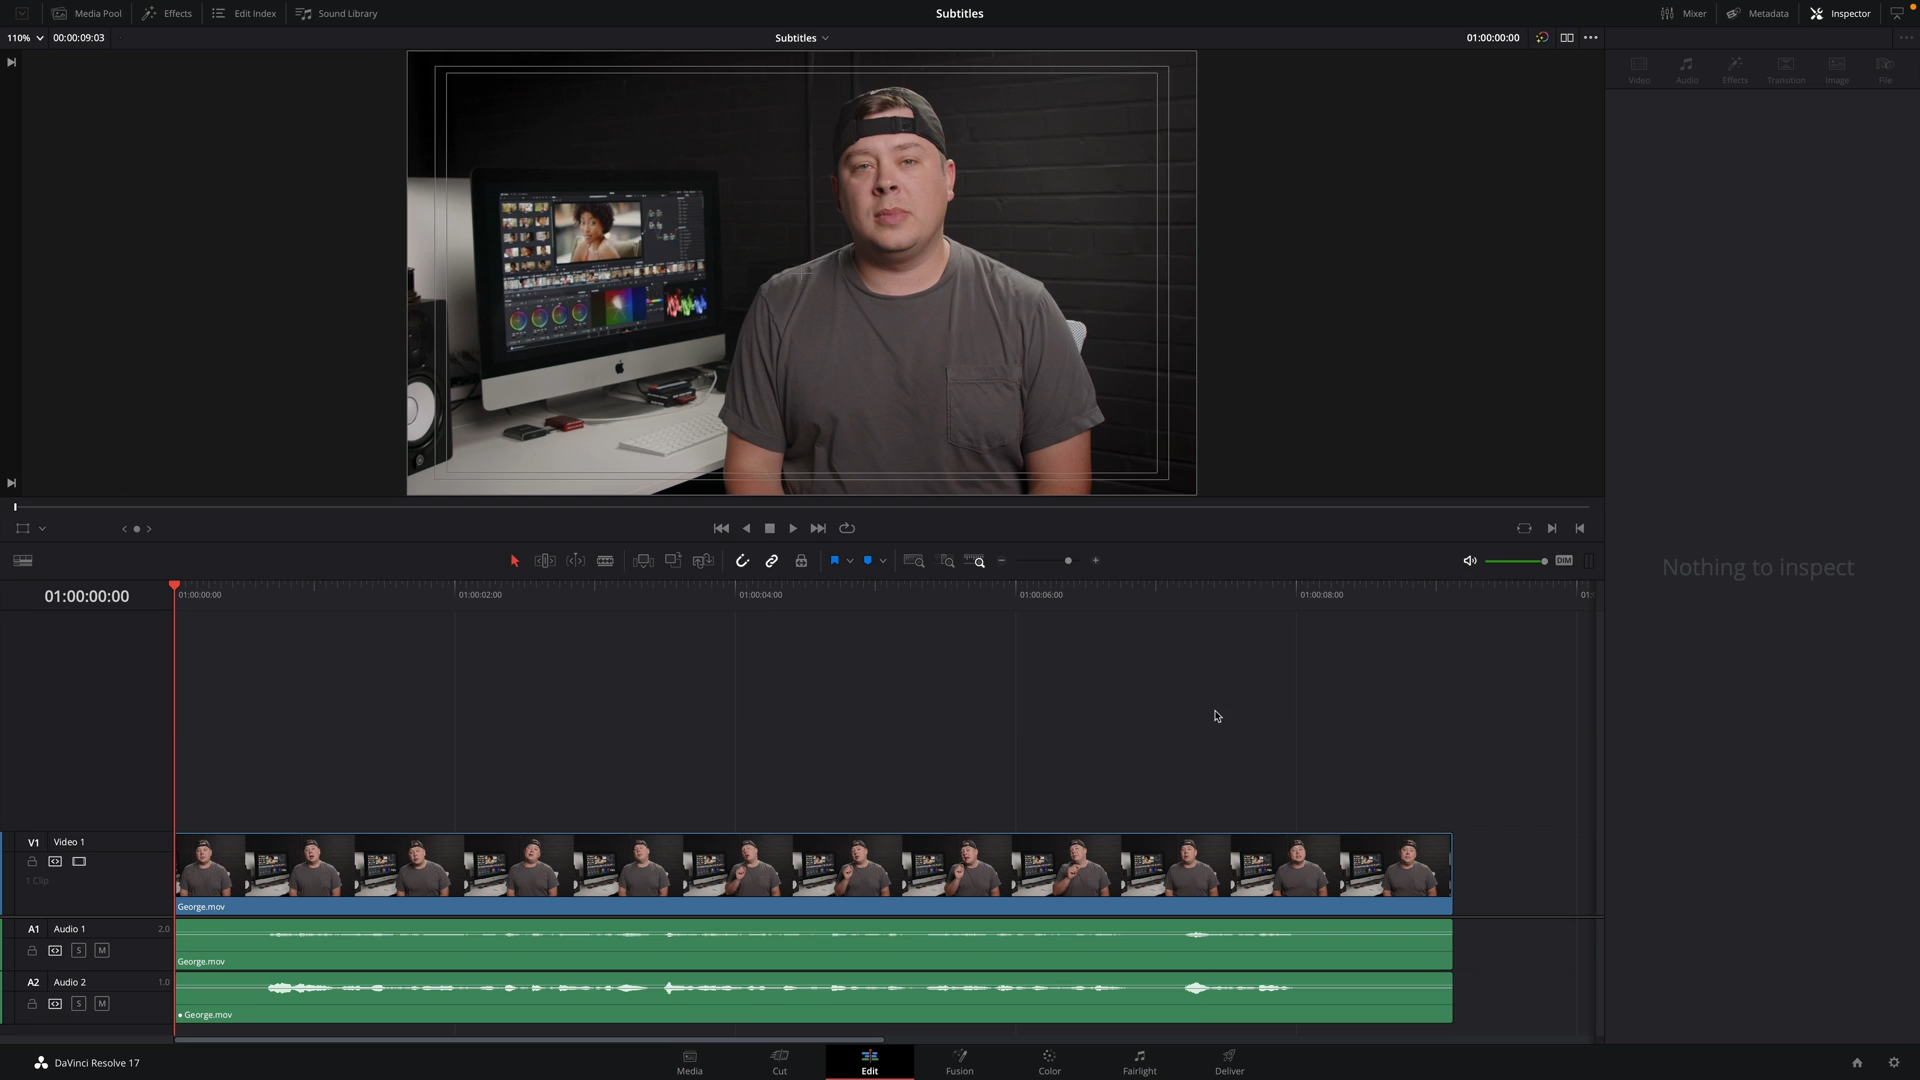 Media Pool Effects Edit Index Sound Library Subtitles Mixer Metadata Inspector
110% 00:00:09:03 Subtitles 01:00:00:00
Video Audio Effects Transition Image File
DIM
Nothing to inspect
01:00:00:00 01:00:00:00 01:00:02:00 01:00:04:00 01:00:06:00 01:00:08:00 01:
V1 Video 1
1 Clip
George.mov
A1 Audio 1 2.0
S M
George.mov
A2 Audio 2 1.0
S M
George.mov
DaVinci Resolve 17 Media Cut Edit Fusion Color Fairlight Deliver